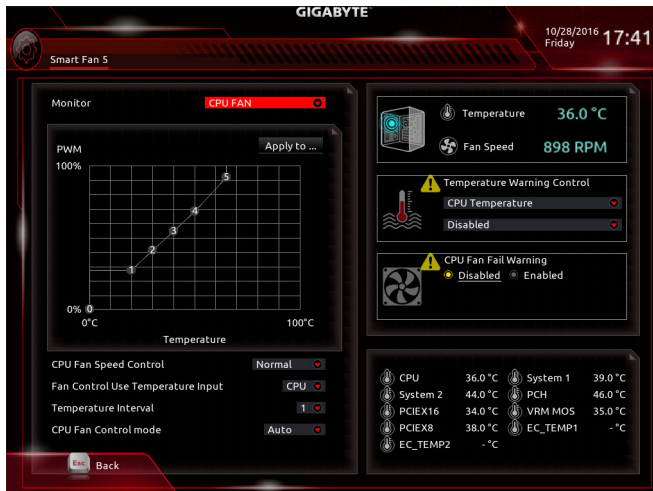 GIGABYTE
10/28/2016 17:41
Friday
Smart Fan 5
Monitor CPU FAN
PWM Apply to ...
100%
5
4
3
2
1
0% 0
0°C 100°C
Temperature
CPU Fan Speed Control Normal
Fan Control Use Temperature Input CPU
Temperature Interval 1
CPU Fan Control mode Auto
Esc Back
Temperature 36.0 °C
Fan Speed 898 RPM
Temperature Warning Control
CPU Temperature
Disabled
CPU Fan Fail Warning
Disabled Enabled
CPU 36.0 °C System 1 39.0 °C
System 2 44.0 °C PCH 46.0 °C
PCIEX16 34.0 °C VRM MOS 35.0 °C
PCIEX8 38.0 °C EC_TEMP1 - °C
EC_TEMP2 - °C